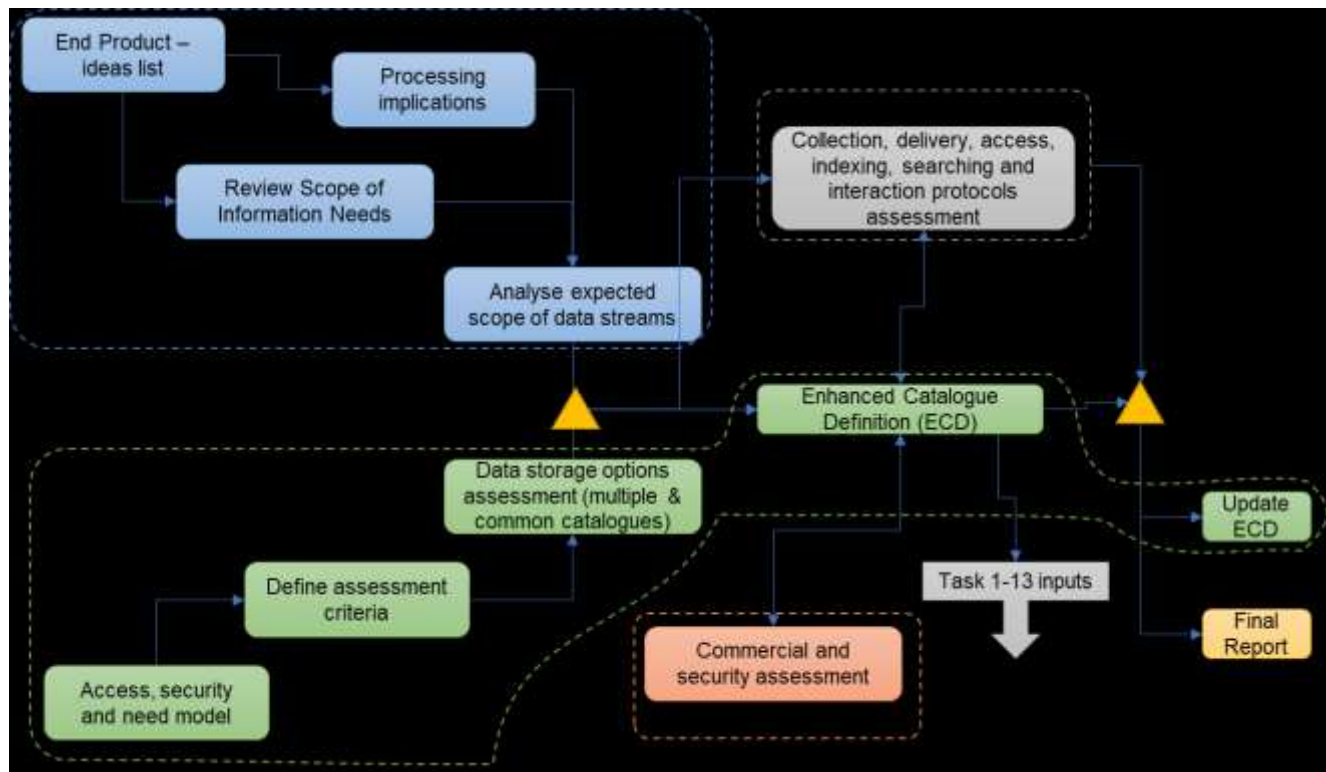 End Product –
ideas list
Processing
implications
Review Scope of
Information Needs
Analyse expected
scope of data streams
Collection, delivery, access,
indexing, searching and
interaction protocols
assessment
Enhanced Catalogue
Definition (ECD)
Data storage options
assessment (multiple &
common catalogues)
Update
ECD
Define assessment
criteria
Task 1-13 inputs
Final
Report
Commercial and
security assessment
Access, security
and need model